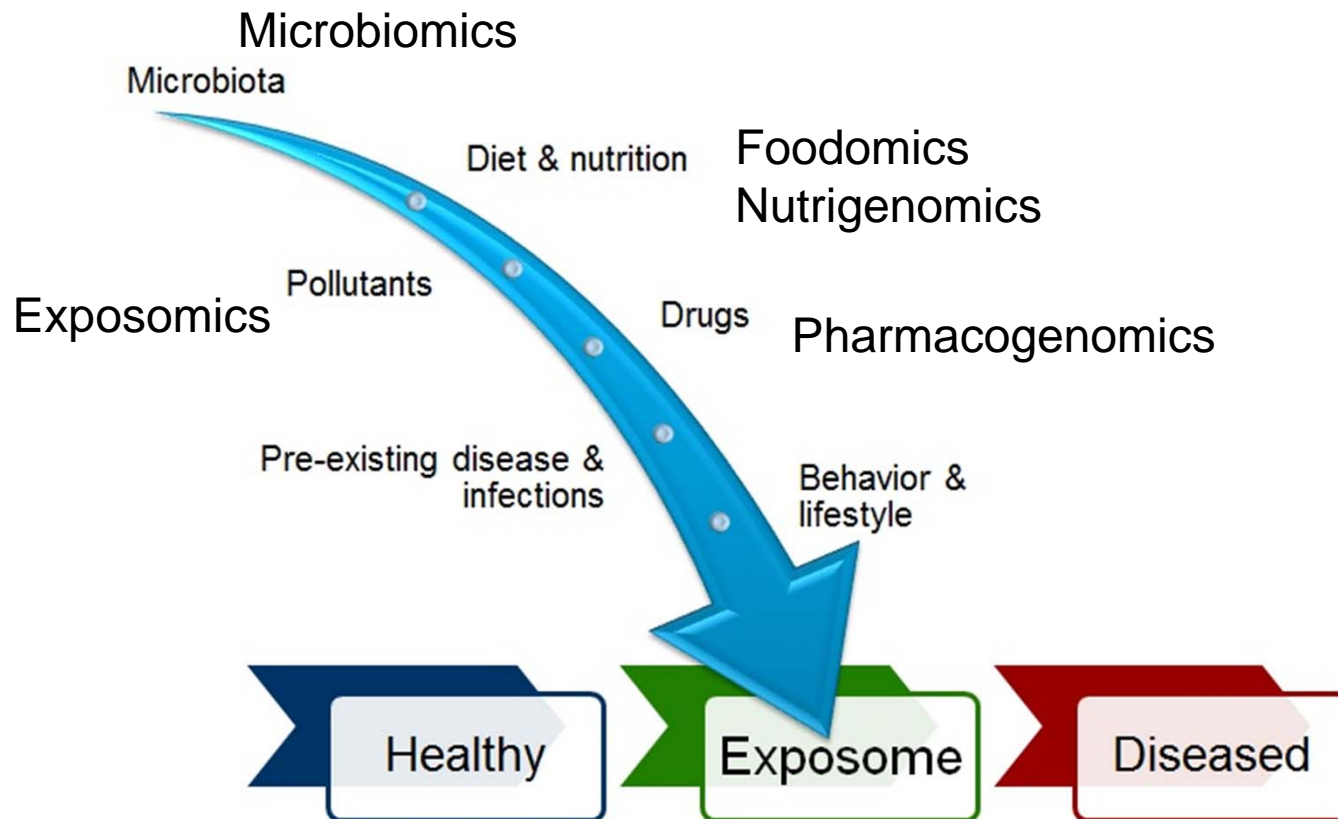 Microbiomics
Microbiota
Diet & nutrition
Foodomics
Nutrigenomics
Pollutants
Exposomics
Drugs
Pharmacogenomics
Pre-existing disease &
infections
Behavior &
lifestyle
Healthy
Exposome
Diseased